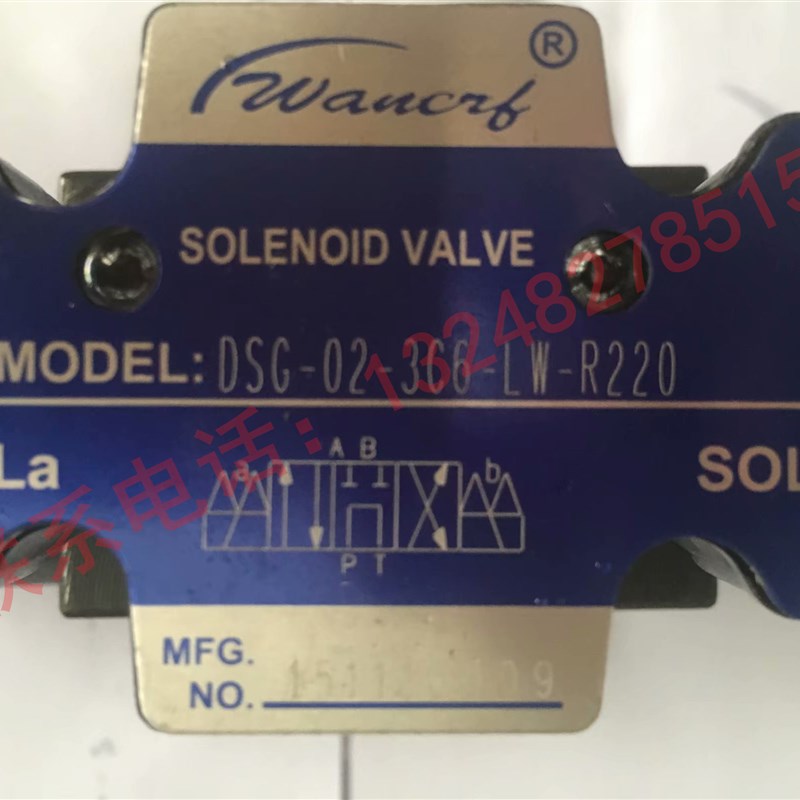 Wancrf ®
SOLENOID VALVE
MODEL: DSG-02-3C6-LW-R220
La
SOL
A B
a
b
P T
MFG.
NO.
联系电话：13248278515